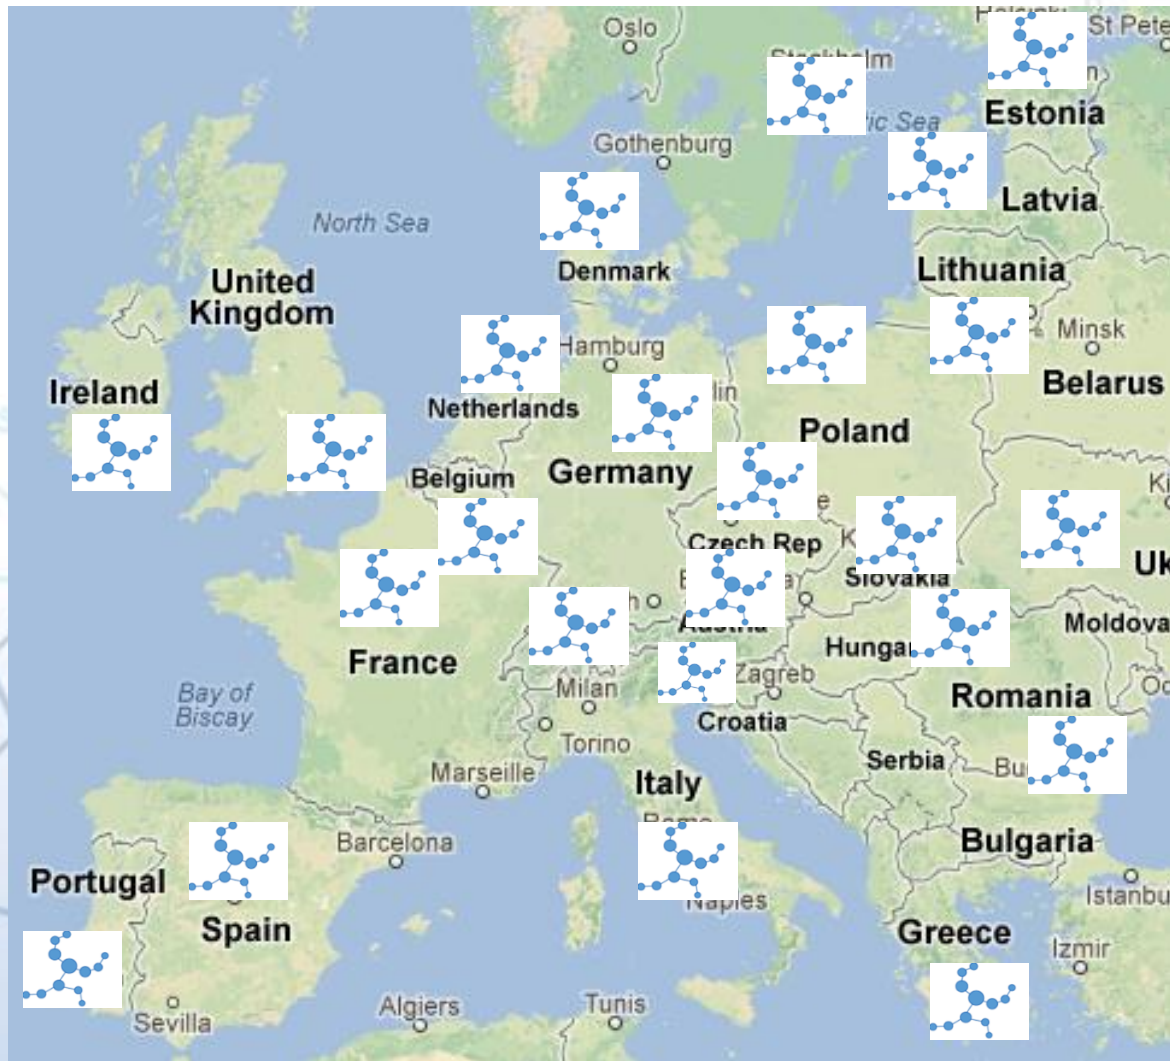 Oslo
St Pete
Estonia
Gothenburg
Latvia
North Sea
Denmark
Lithuania
United
Kingdom
Minsk
Hamburg
Belarus
Ireland
Netherlands
Poland
Belgium
Germany
Czech Rep
Slovakia
Uk
Moldova
Hungar
France
Zagreb
Bay of
Biscay
Milan
Romania
Croatia
Torino
Serbia
Marseille
Italy
Barcelona
Bulgaria
Portugal
Istanbu
Naples
Spain
Greece
Izmir
Algiers
Tunis
Sevilla